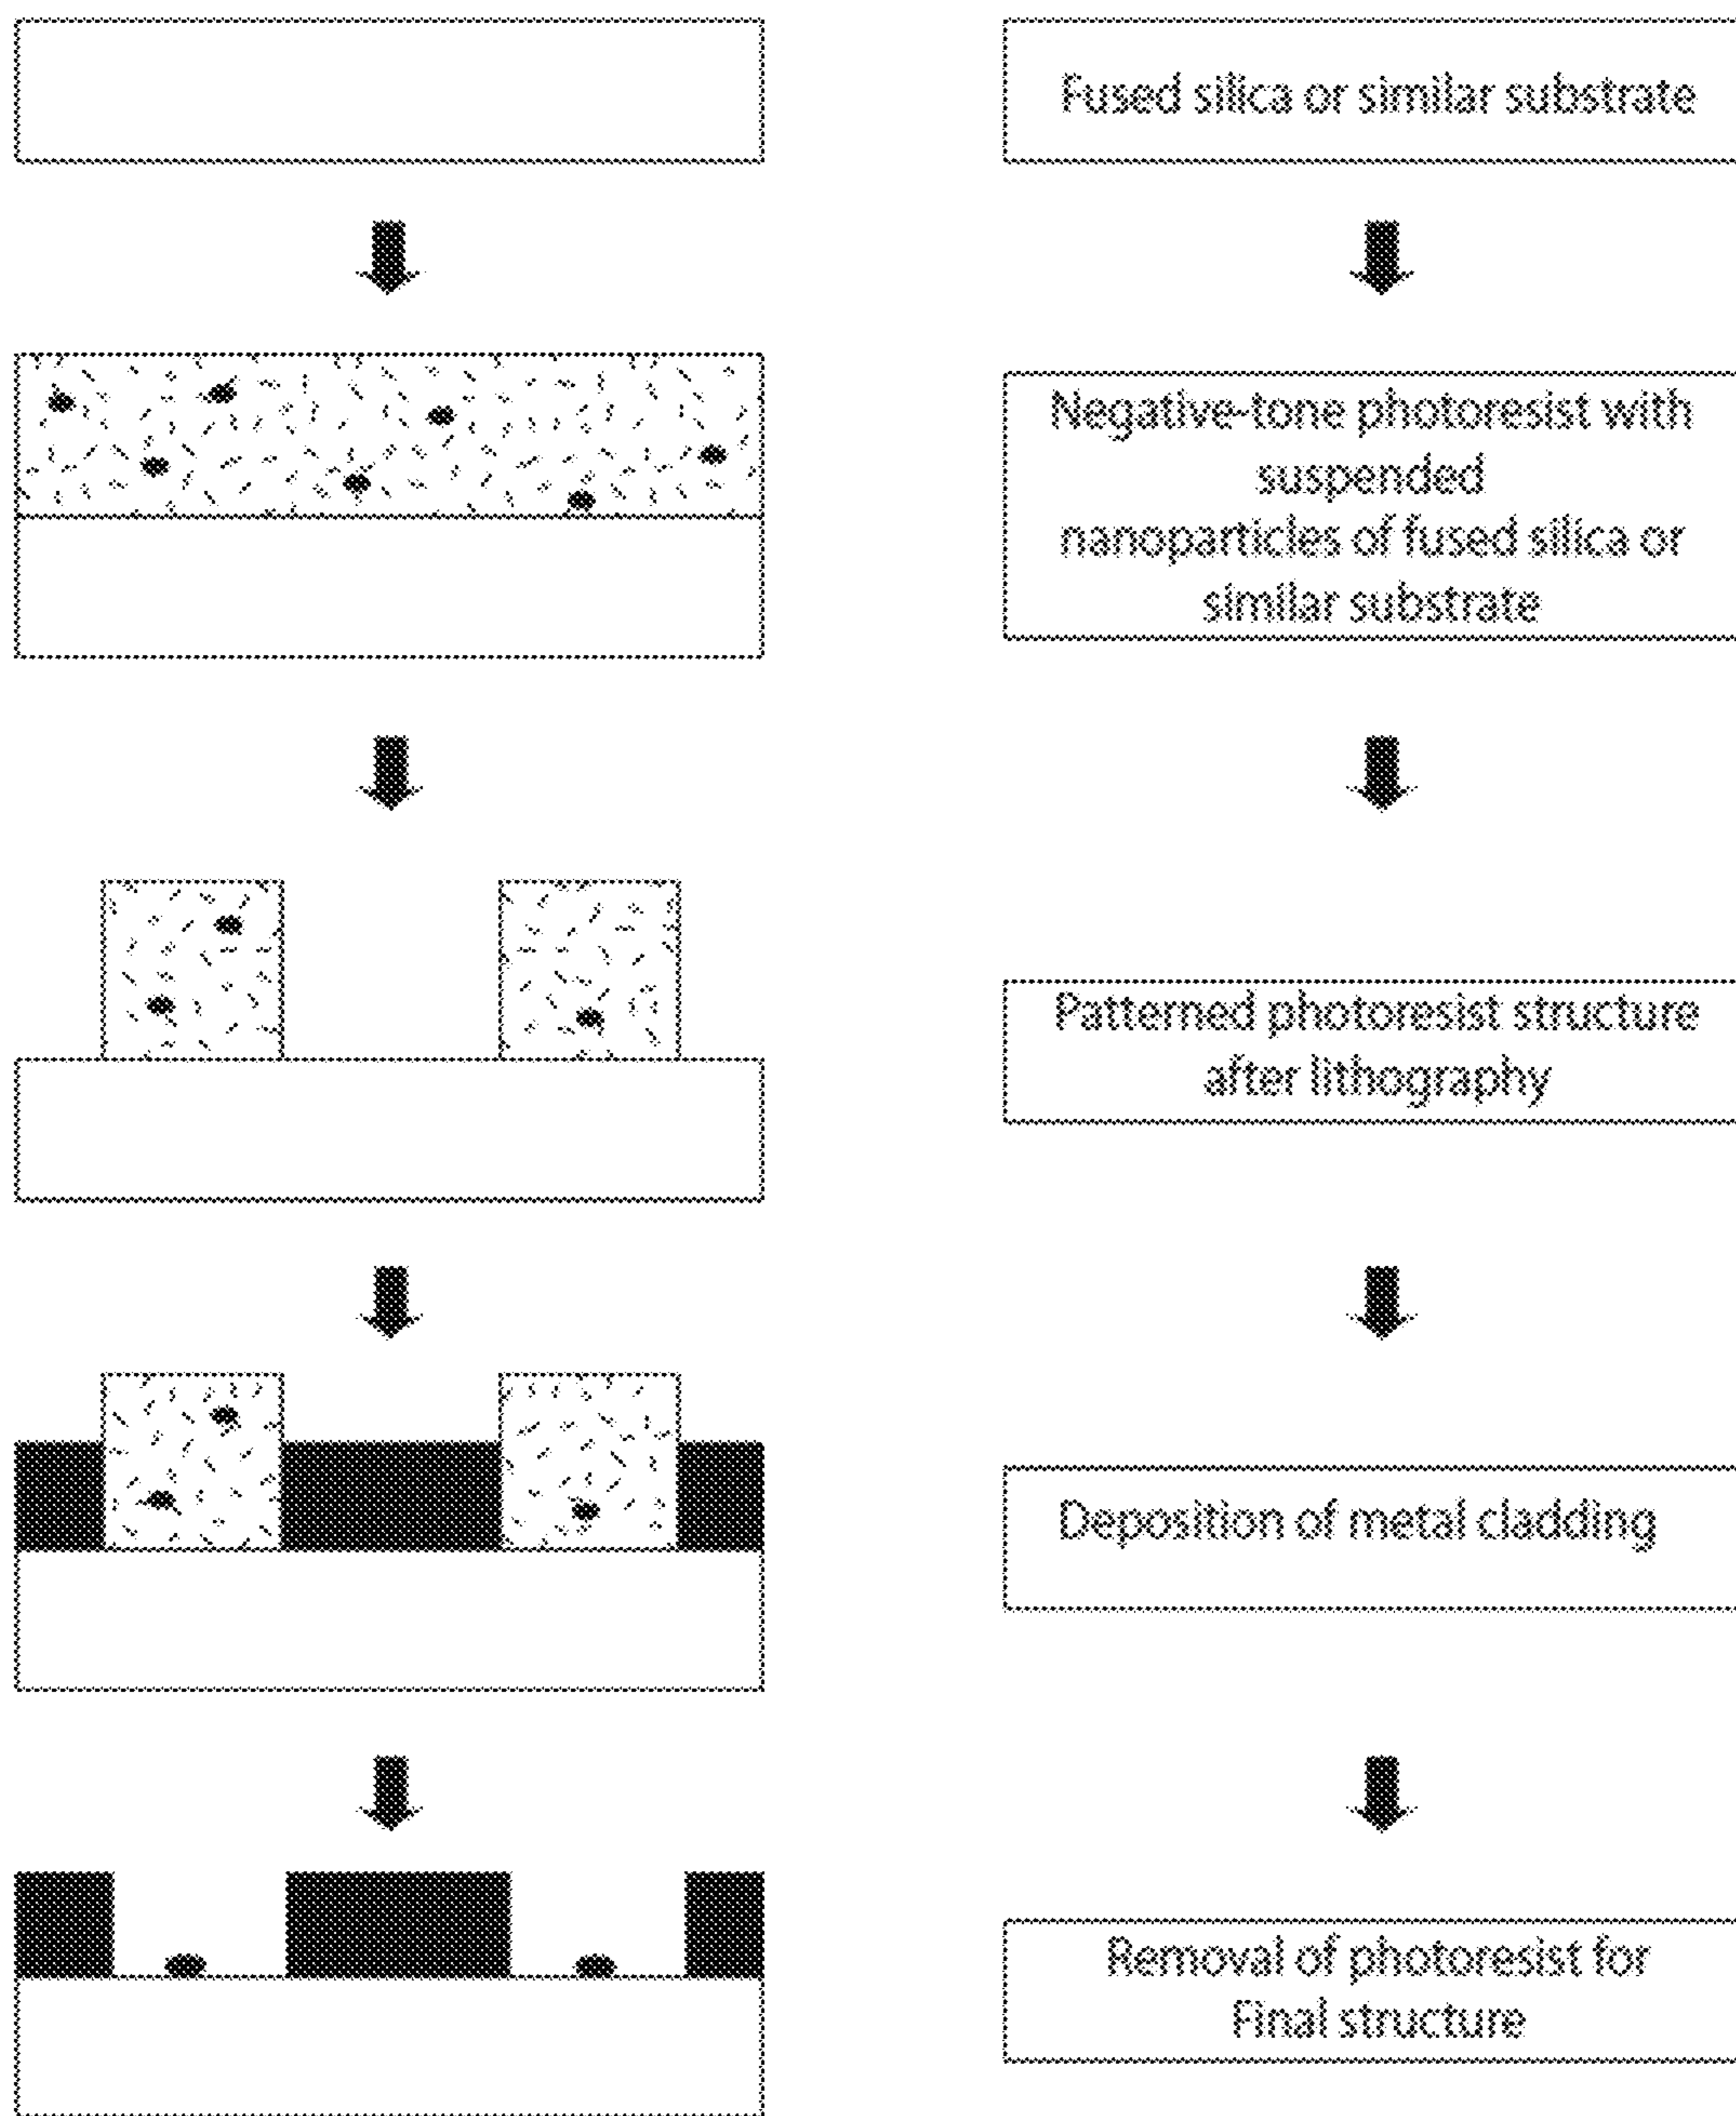 Fused silica or similar substrate
Negative-tone photoresist with
suspended
nanoparticles of fused silica or
similar substrate
Patterned photoresist structure
after lithography
Deposition of metal cladding
Removal of photoresist for
Final structure